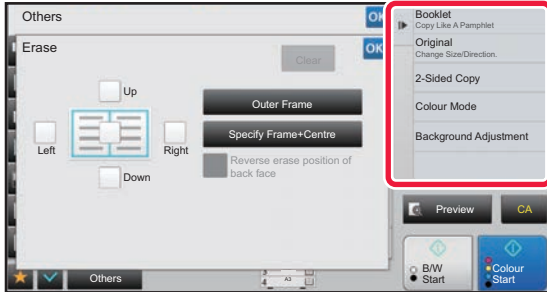 Others
OK
Erase
Clear
OK
Up
Left
Right
Down
Outer Frame
Specify Frame+Centre
Reverse erase position of
back face
Others
A3
Booklet
Copy Like A Pamphlet
Original
Change Size/Direction.
2-Sided Copy
Colour Mode
Background Adjustment
Preview
CA
B/W
Start
Colour
Start